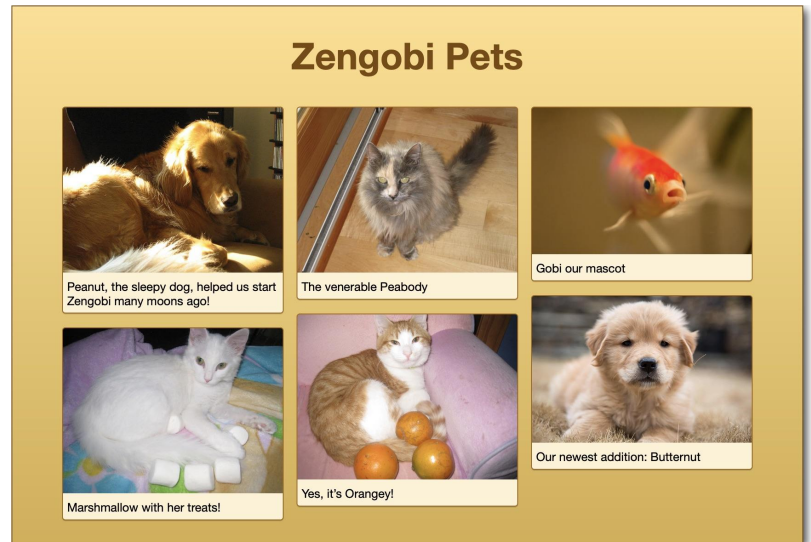 Zengobi Pets
Peanut, the sleepy dog, helped us start
Zengobi many moons ago!
The venerable Peabody
Gobi our mascot
Marshmallow with her treats!
Yes, it's Orangey!
Our newest addition: Butternut